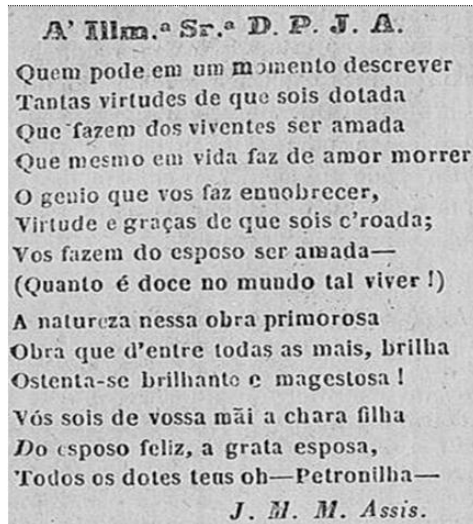 A' Illm.ª Sr.ª D. P. J. A.
Quem pode em um momento descrever
Tantas virtudes de que sois dotada
Que fazem dos viventes ser amada
Que mesmo em vida faz de amor morrer
O genio que vos faz ennobrecer,
Virtude e graças de que sois c'roada;
Vos fazem do esposo ser amada—
(Quanto é doce no mundo tal viver!)
A natureza nessa obra primorosa
Obra que d'entre todas as mais, brilha
Ostenta-se brilhante e magestosa!
Vós sois de vossa mãi a chara filha
Do esposo feliz, a grata esposa,
Todos os dotes tens oh—Petronilha—
J. M. M. Assis.